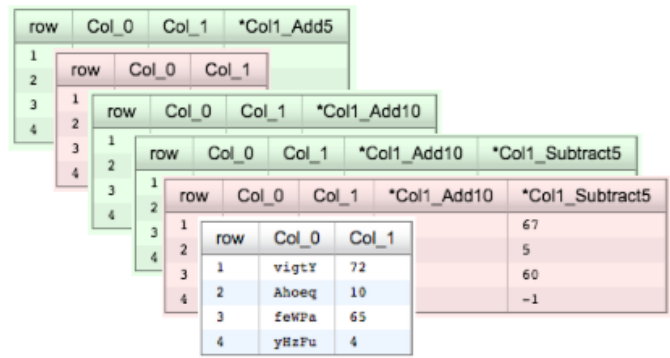 row Col_0 Col_1 *Col1_Add5
1
2
3
4
row Col_0 Col_1
1
2
3
4
row Col_0 Col_1 *Col1_Add10
1
2
3
4
row Col_0 Col_1 *Col1_Add10 *Col1_Subtract5
1
2
3
4
row Col_0 Col_1 *Col1_Add10 *Col1_Subtract5
1 67
2 5
3 60
4 -1
row Col_0 Col_1
1 vigtY 72
2 Ahoeq 10
3 feWPa 65
4 yHzFu 4